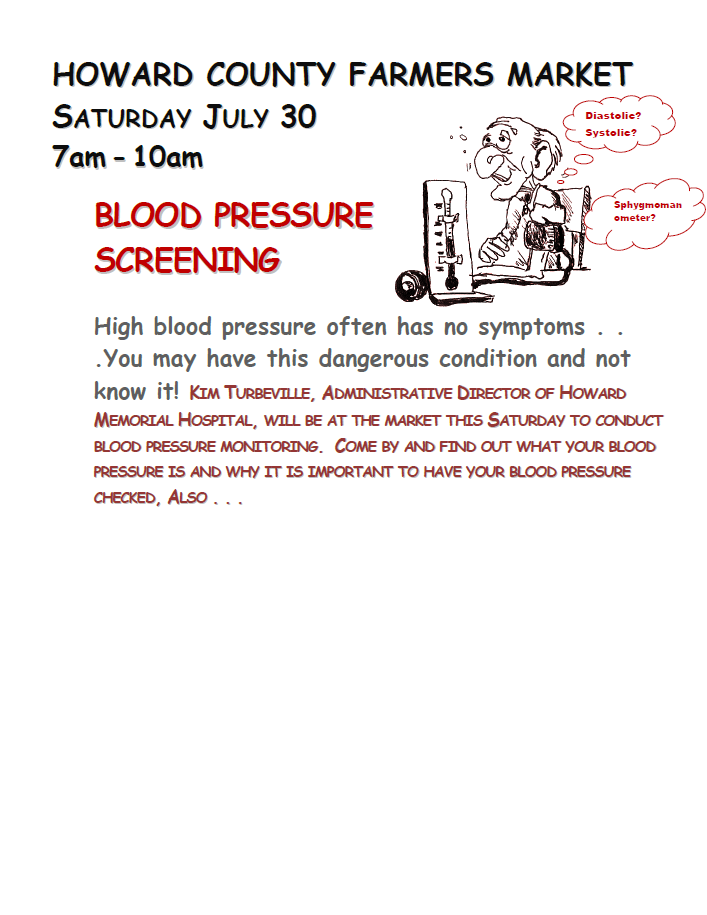 HOWARD COUNTY FARMERS MARKET
SATURDAY JULY 30
7am - 10am
Diastolic?
Systolic?
Sphygmoman
ometer?
BLOOD PRESSURE
SCREENING
High blood pressure often has no symptoms . .
.You may have this dangerous condition and not
know it! KIM TURBEVILLE, ADMINISTRATIVE DIRECTOR OF HOWARD
MEMORIAL HOSPITAL, WILL BE AT THE MARKET THIS SATURDAY TO CONDUCT
BLOOD PRESSURE MONITORING. COME BY AND FIND OUT WHAT YOUR BLOOD
PRESSURE IS AND WHY IT IS IMPORTANT TO HAVE YOUR BLOOD PRESSURE
CHECKED, ALSO . . .